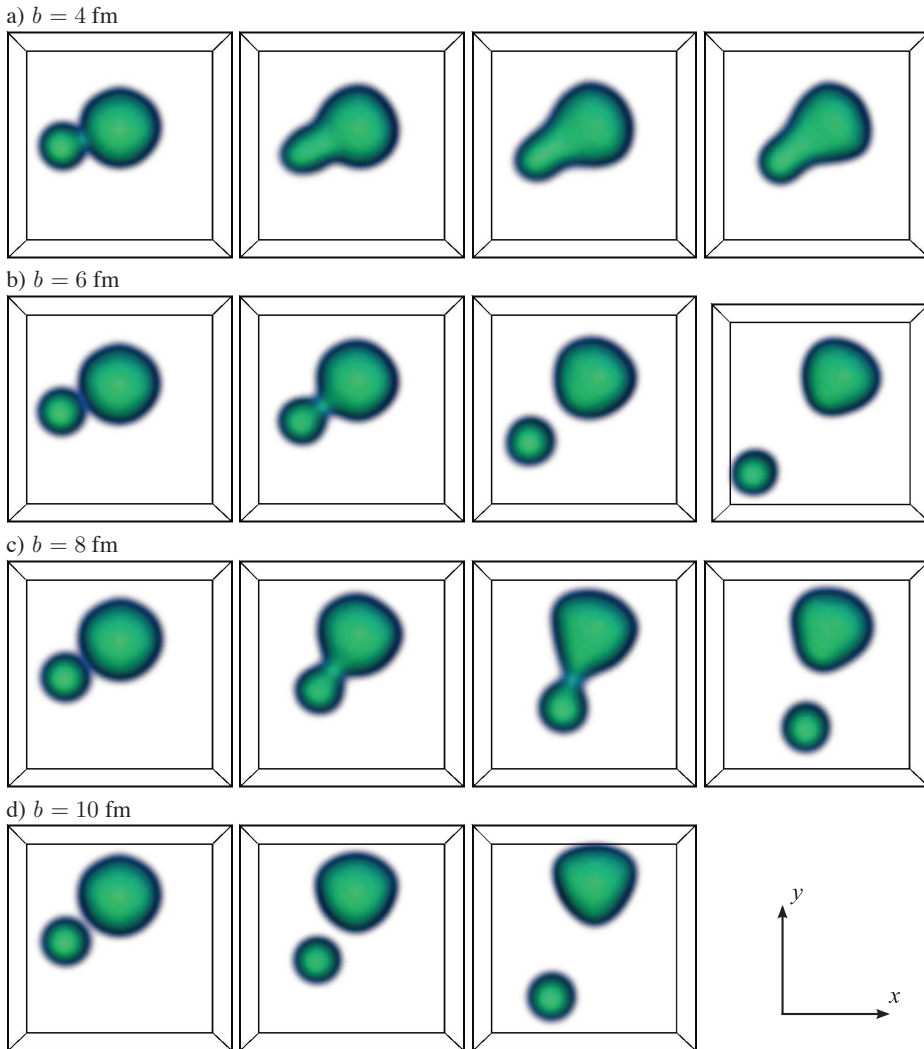 a) b = 4 fm
b) b = 6 fm
c) b = 8 fm
d) b = 10 fm
y
x